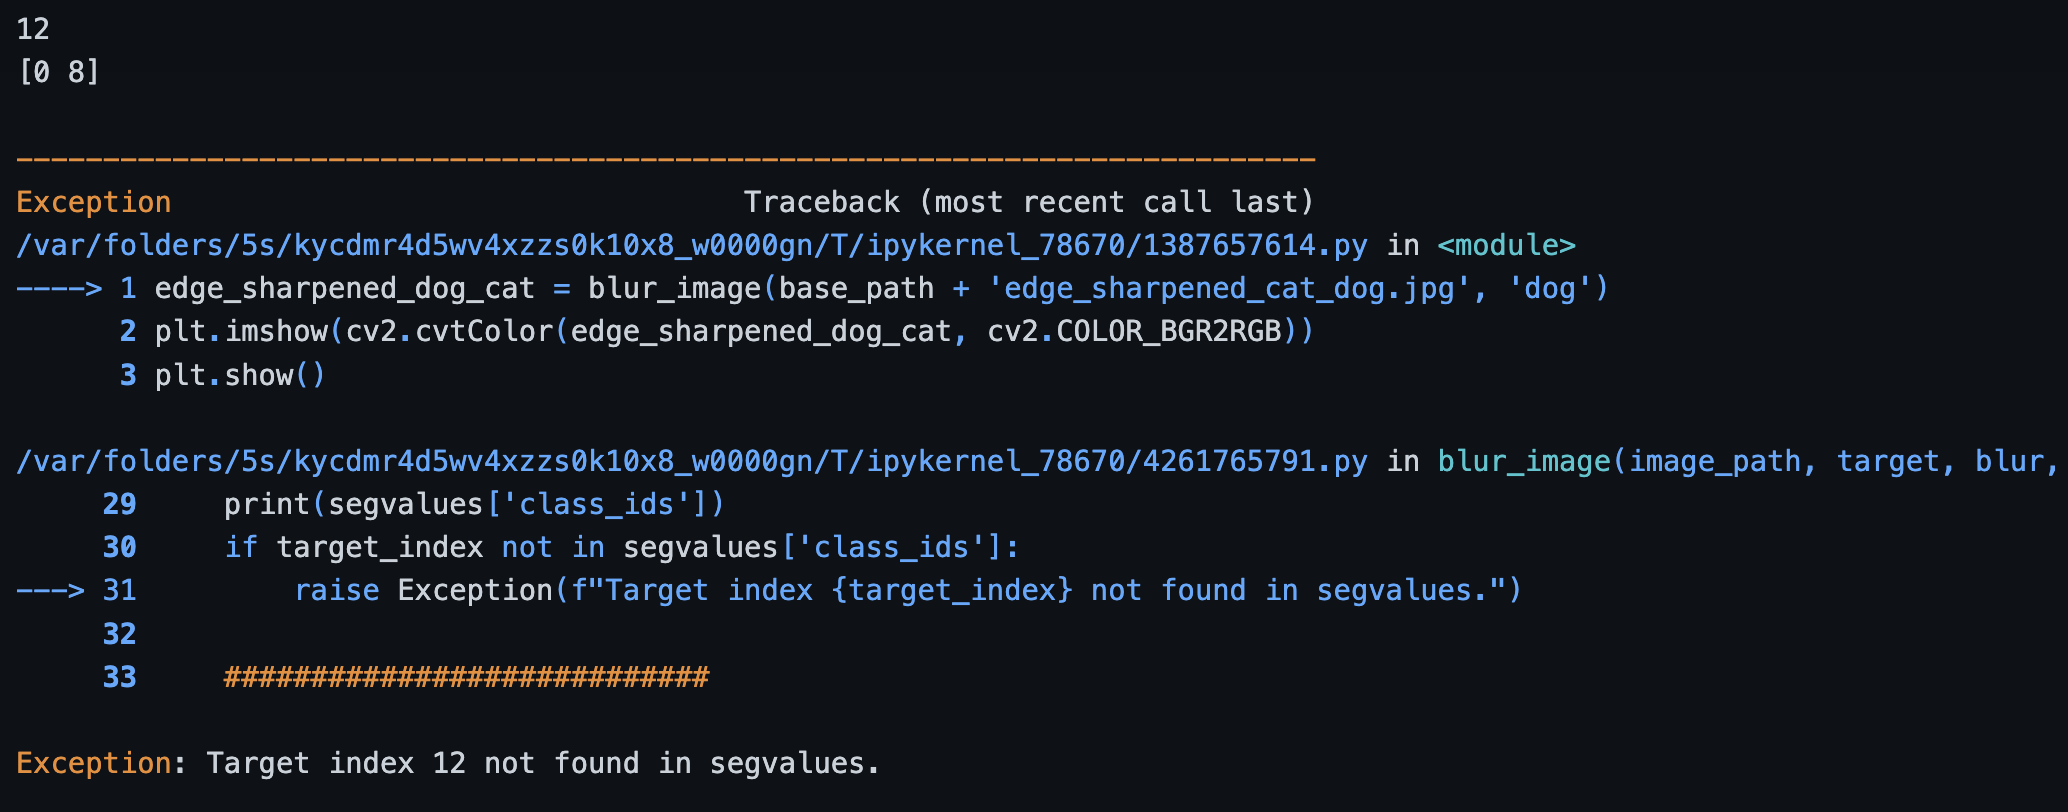 12
[0 8]
---------------------------------------------------------------------------
Exception                                 Traceback (most recent call last)
/var/folders/5s/kycdmr4d5wv4xzzs0k10x8_w0000gn/T/ipykernel_78670/1387657614.py in <module>
----> 1 edge_sharpened_dog_cat = blur_image(base_path + 'edge_sharpened_cat_dog.jpg', 'dog')
      2 plt.imshow(cv2.cvtColor(edge_sharpened_dog_cat, cv2.COLOR_BGR2RGB))
      3 plt.show()
/var/folders/5s/kycdmr4d5wv4xzzs0k10x8_w0000gn/T/ipykernel_78670/4261765791.py in blur_image(image_path, target, blur,
     29     print(segvalues['class_ids'])
     30     if target_index not in segvalues['class_ids']:
---> 31         raise Exception(f"Target index {target_index} not found in segvalues.")
     32
     33     ############################
Exception: Target index 12 not found in segvalues.